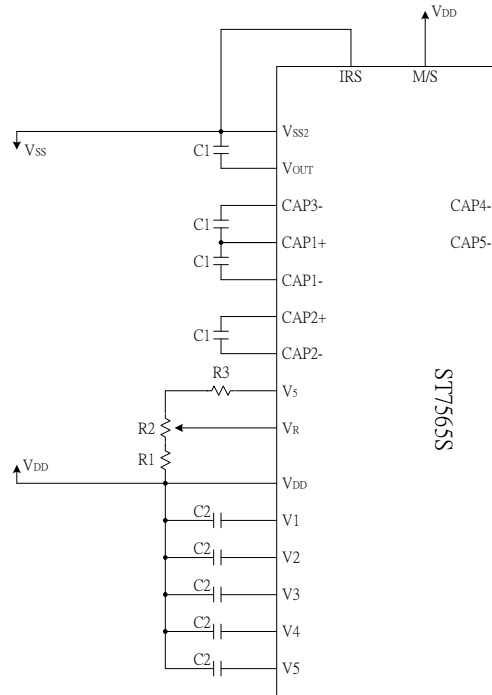 VDD
IRS M/S
VSS2
VSS
C1
VOUT
CAP3- CAP4-
C1
CAP1+ CAP5-
C1
CAP1-
CAP2+
C1
CAP2-
R3
V5
R2
VR
R1
VDD
VDD
C2
V1
C2
V2
C2
V3
C2
V4
C2
V5
ST7565S